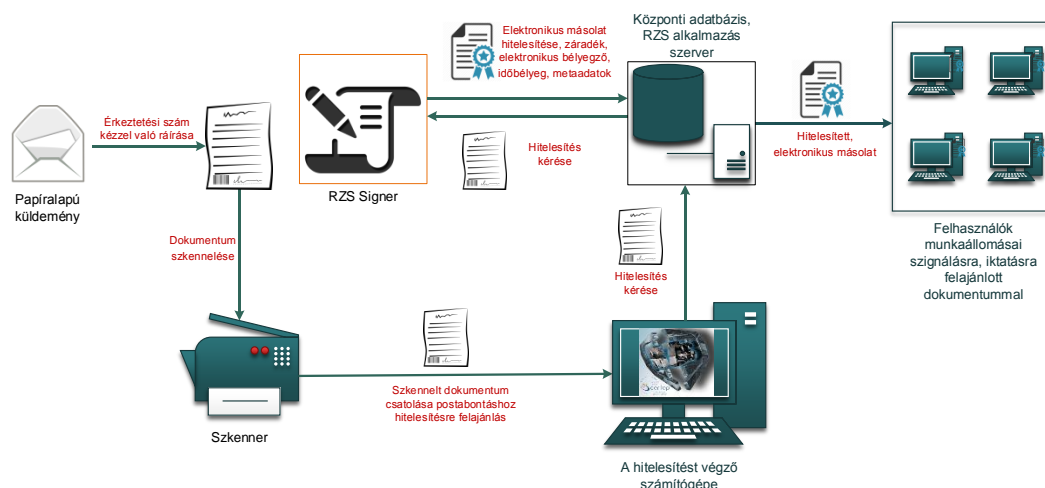 Elektronikus másolat
hitelesítése, záradék,
elektronikus bélyegző,
időbélyeg, metaadatok
Központi adatbázis,
RZS alkalmazás
szerver
Érkeztetési szám
kézzel való ráírása
Papíralapú
küldemény
RZS Signer
Hitelesítés
kérése
Hitelesített,
elektronikus másolat
Felhasználók
munkaállomásai
szignálásra, iktatásra
felajánlott
dokumentummal
Dokumentum
szkennelése
Hitelesítés
kérése
Szkenner
Szkennelt dokumentum
csatolása postabontáshoz
hitelesítésre felajánlás
A hitelesítést végző
számítógépe